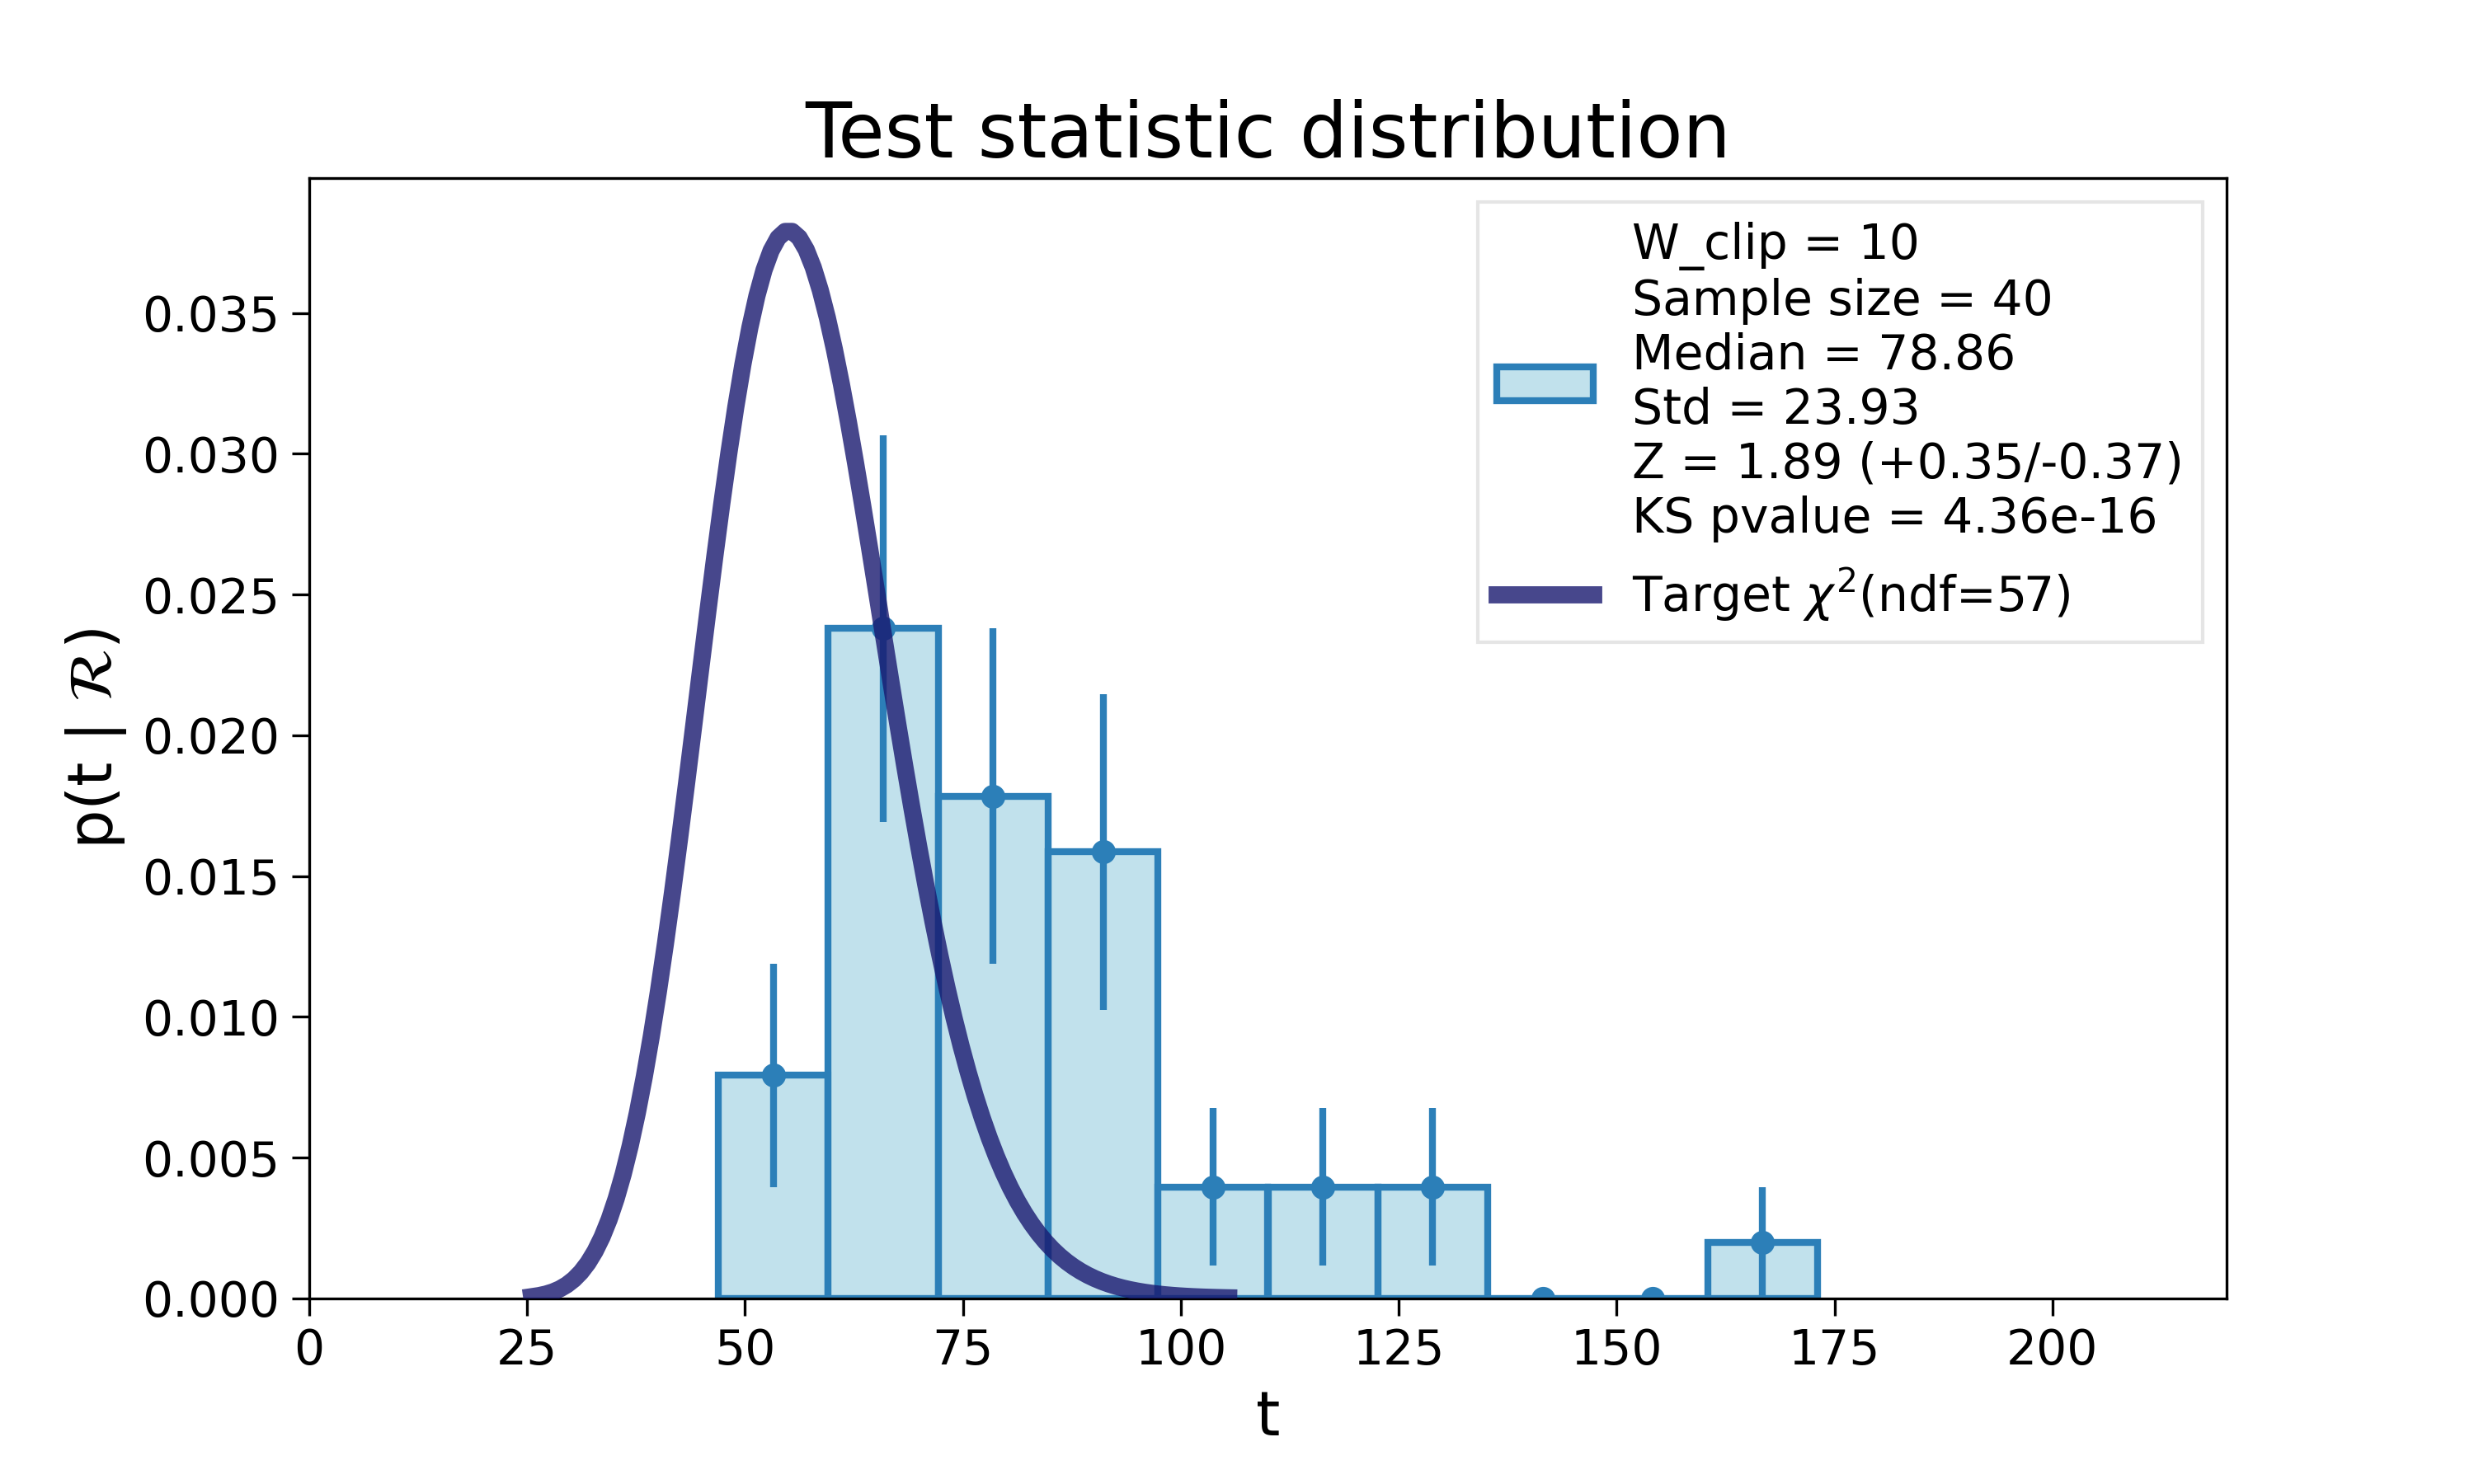 Test statistic distribution
W_clip = 10
Sample size = 40
Median = 78.86
Std = 23.93
Z = 1.89 (+0.35/-0.37)
KS pvalue = 4.36e-16
Target χ²(ndf=57)
p(t | ℛ)
0.035
0.030
0.025
0.020
0.015
0.010
0.005
0.000
0 25 50 75 100 125 150 175 200
t